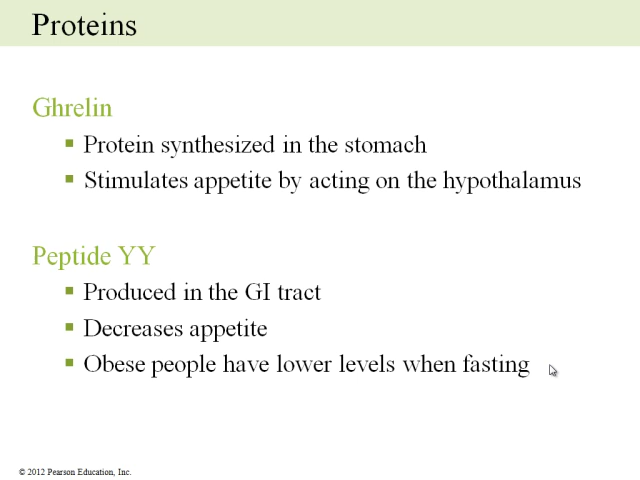 Proteins
Ghrelin
Protein synthesized in the stomach
Stimulates appetite by acting on the hypothalamus
Peptide YY
Produced in the GI tract
Decreases appetite
Obese people have lower levels when fasting
© 2012 Pearson Education, Inc.